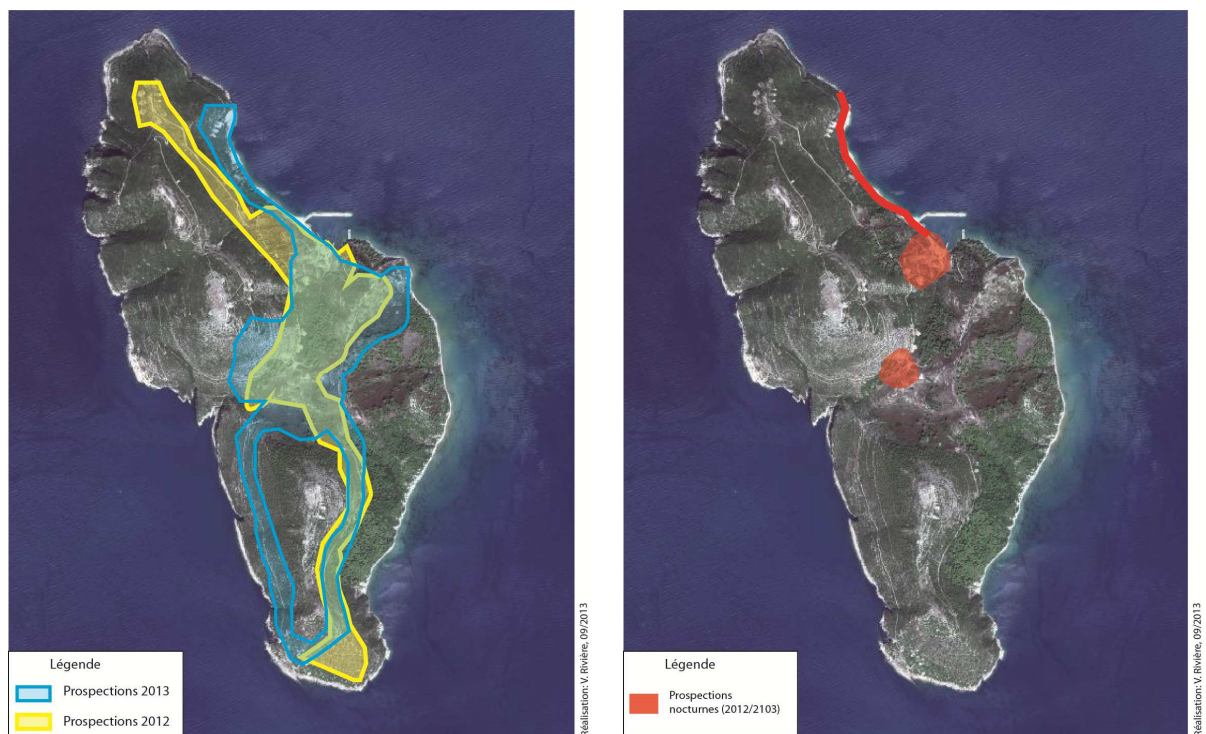 Légende
Prospections 2013
Prospections 2012
Réalisation: V. Rivière, 09/2013
Légende
Prospections
nocturnes (2012/2103)
Réalisation: V. Rivière, 09/2013